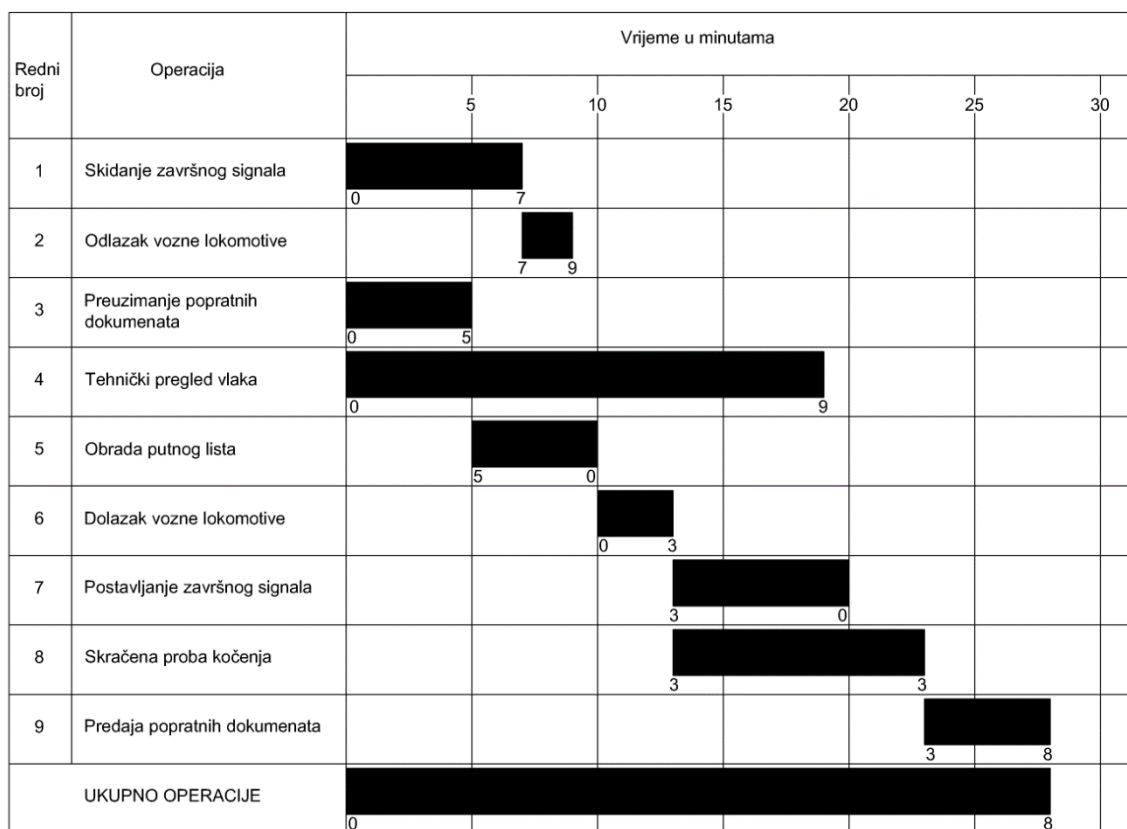 Redni
broj
Operacija
Vrijeme u minutama
5 10 15 20 25 30
1 Skidanje završnog signala
0 7
2 Odlazak vozne lokomotive
7 9
3 Preuzimanje popratnih
dokumenata
0 5
4 Tehnički pregled vlaka
0 9
5 Obrada putnog lista
5 0
6 Dolazak vozne lokomotive
0 3
7 Postavljanje završnog signala
3 0
8 Skračena proba kočenja
3 3
9 Predaja popratnih dokumenata
3 8
UKUPNO OPERACIJE
0 8